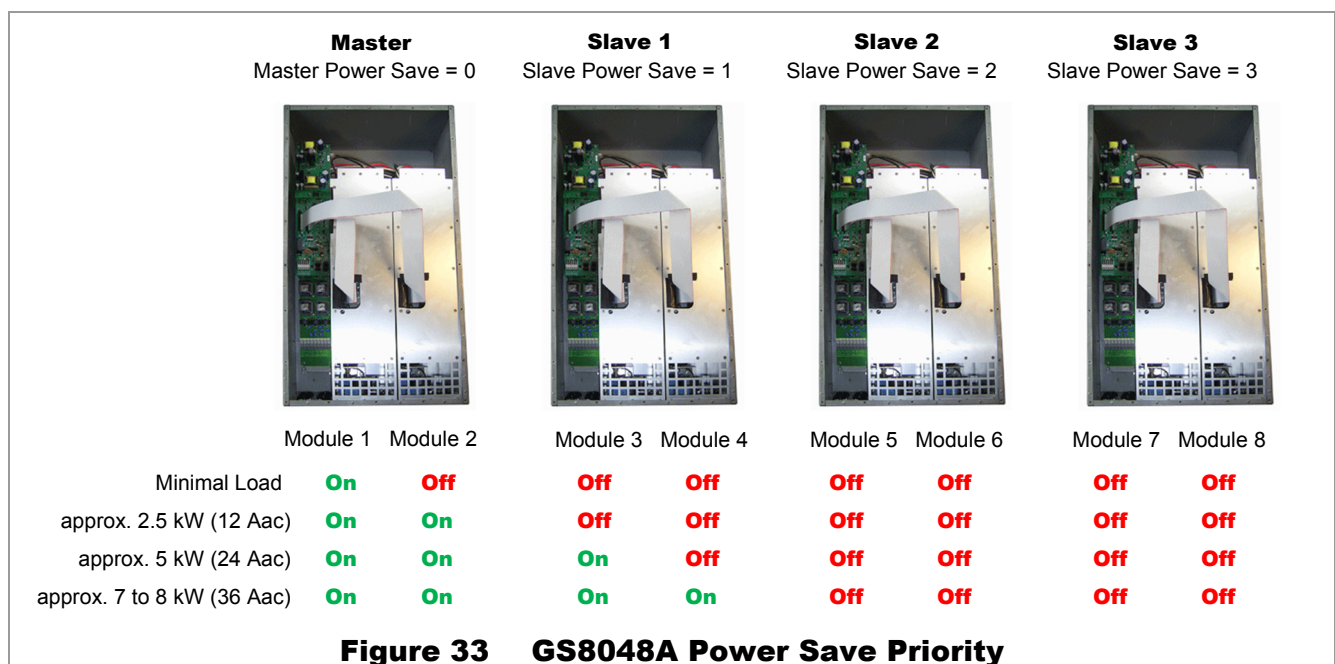 Master Slave 1 Slave 2 Slave 3
Master Power Save = 0 Slave Power Save = 1 Slave Power Save = 2 Slave Power Save = 3
Module 1 Module 2 Module 3 Module 4 Module 5 Module 6 Module 7 Module 8
Minimal Load On Off Off Off Off Off Off Off
approx. 2.5 kW (12 Aac) On On Off Off Off Off Off Off
approx. 5 kW (24 Aac) On On On Off Off Off Off Off
approx. 7 to 8 kW (36 Aac) On On On On Off Off Off Off
Figure 33 GS8048A Power Save Priority